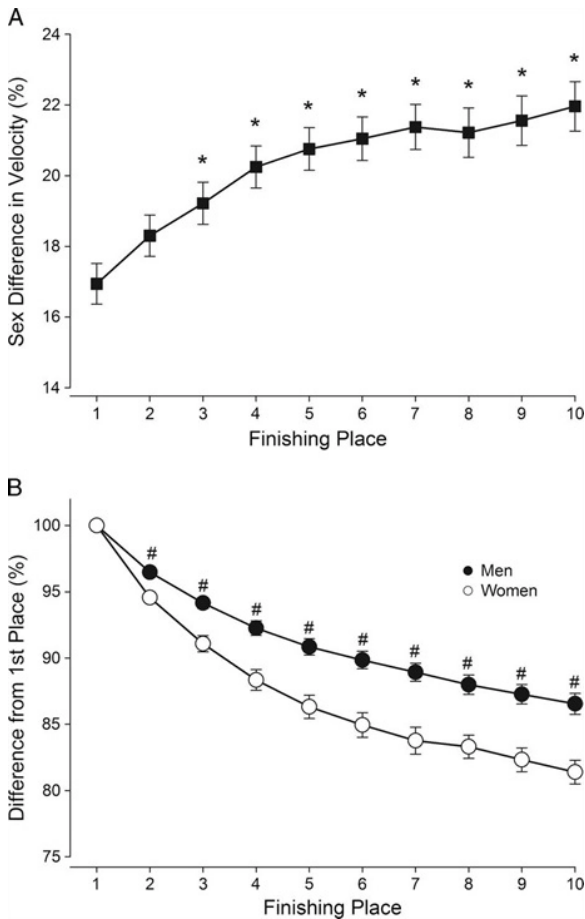 A
Sex Difference in Velocity (%)
24
22
20
18
16
14
* * * * * * * *
1 2 3 4 5 6 7 8 9 10
Finishing Place
B
Difference from 1st Place (%)
100
95
90
85
80
75
# # # # # # # # #
Men
Women
1 2 3 4 5 6 7 8 9 10
Finishing Place